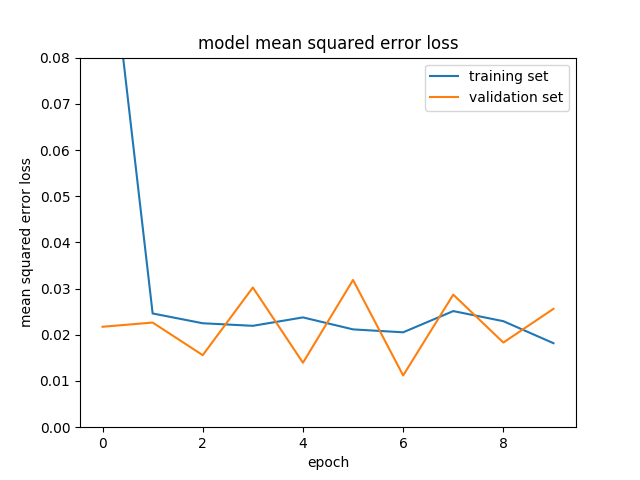 model mean squared error loss
training set
validation set
0.08
0.07
0.06
0.05
0.04
0.03
0.02
0.01
0.00
mean squared error loss
0 2 4 6 8
epoch